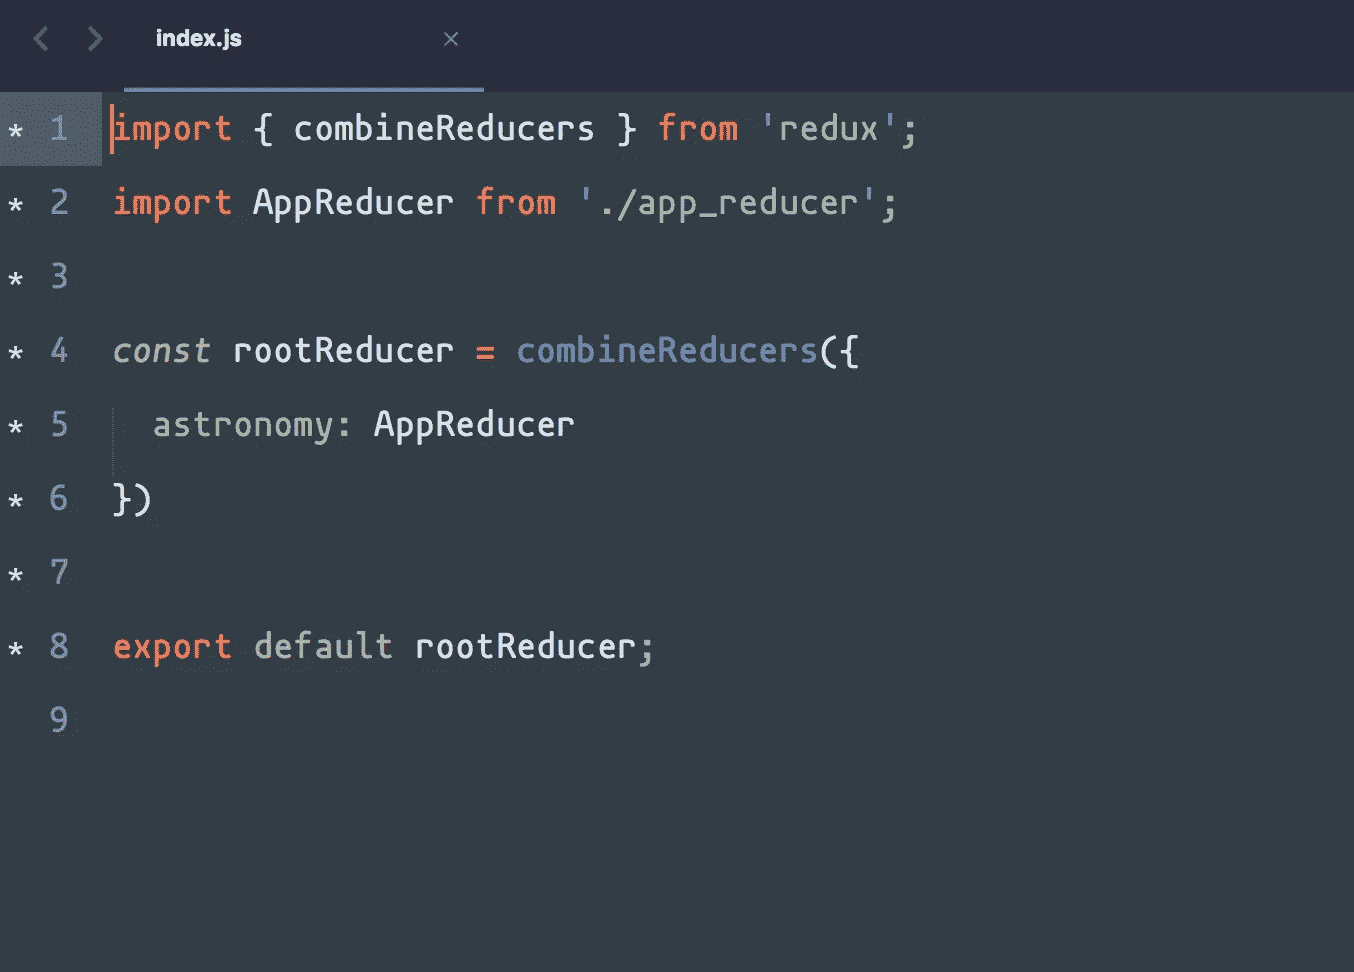 index.js ×
* 1 import { combineReducers } from 'redux';
* 2 import AppReducer from './app_reducer';
* 3
* 4 const rootReducer = combineReducers({
* 5   astronomy: AppReducer
* 6 })
* 7
* 8 export default rootReducer;
9